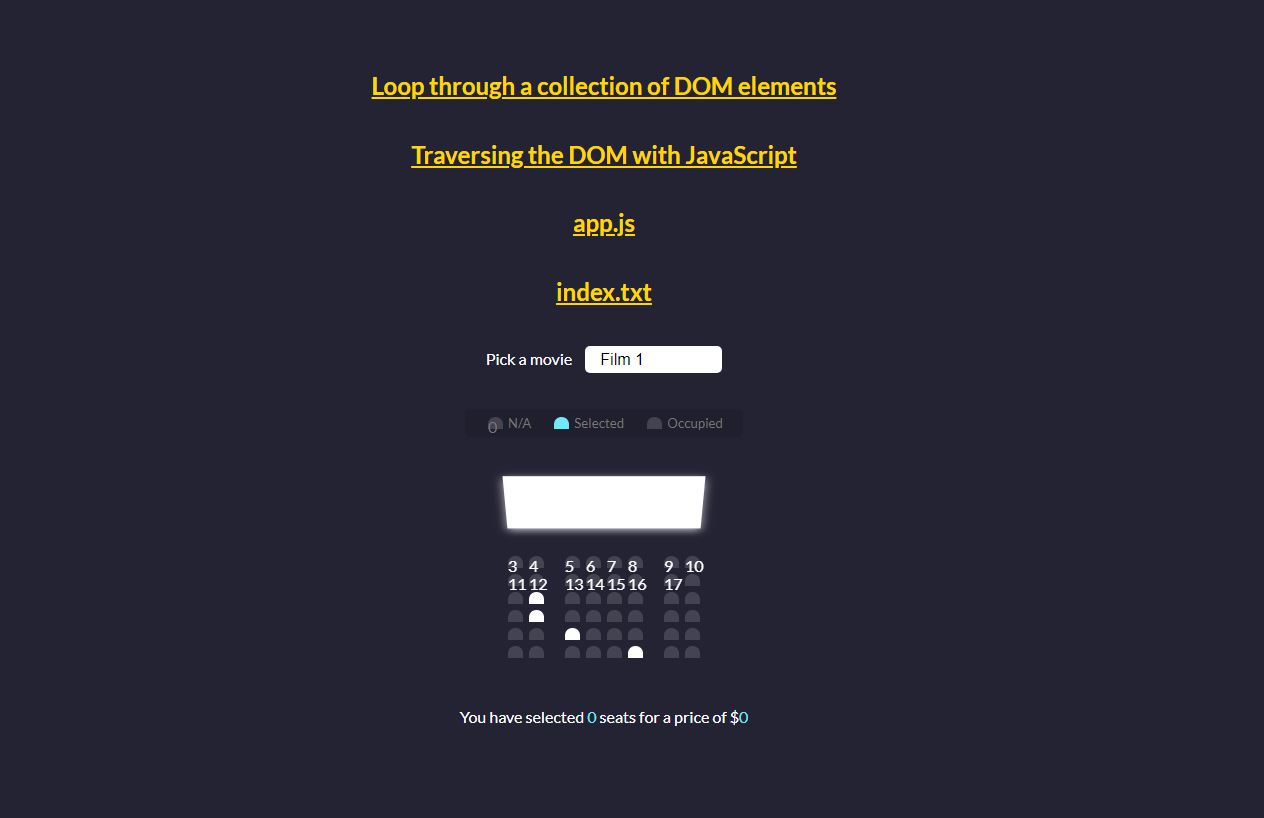 Loop through a collection of DOM elements
Traversing the DOM with JavaScript
app.js
index.txt
Pick a movie Film 1
0 N/A Selected Occupied
3 4 5 6 7 8 9 10
11 12 13 14 15 16 17
You have selected 0 seats for a price of $0